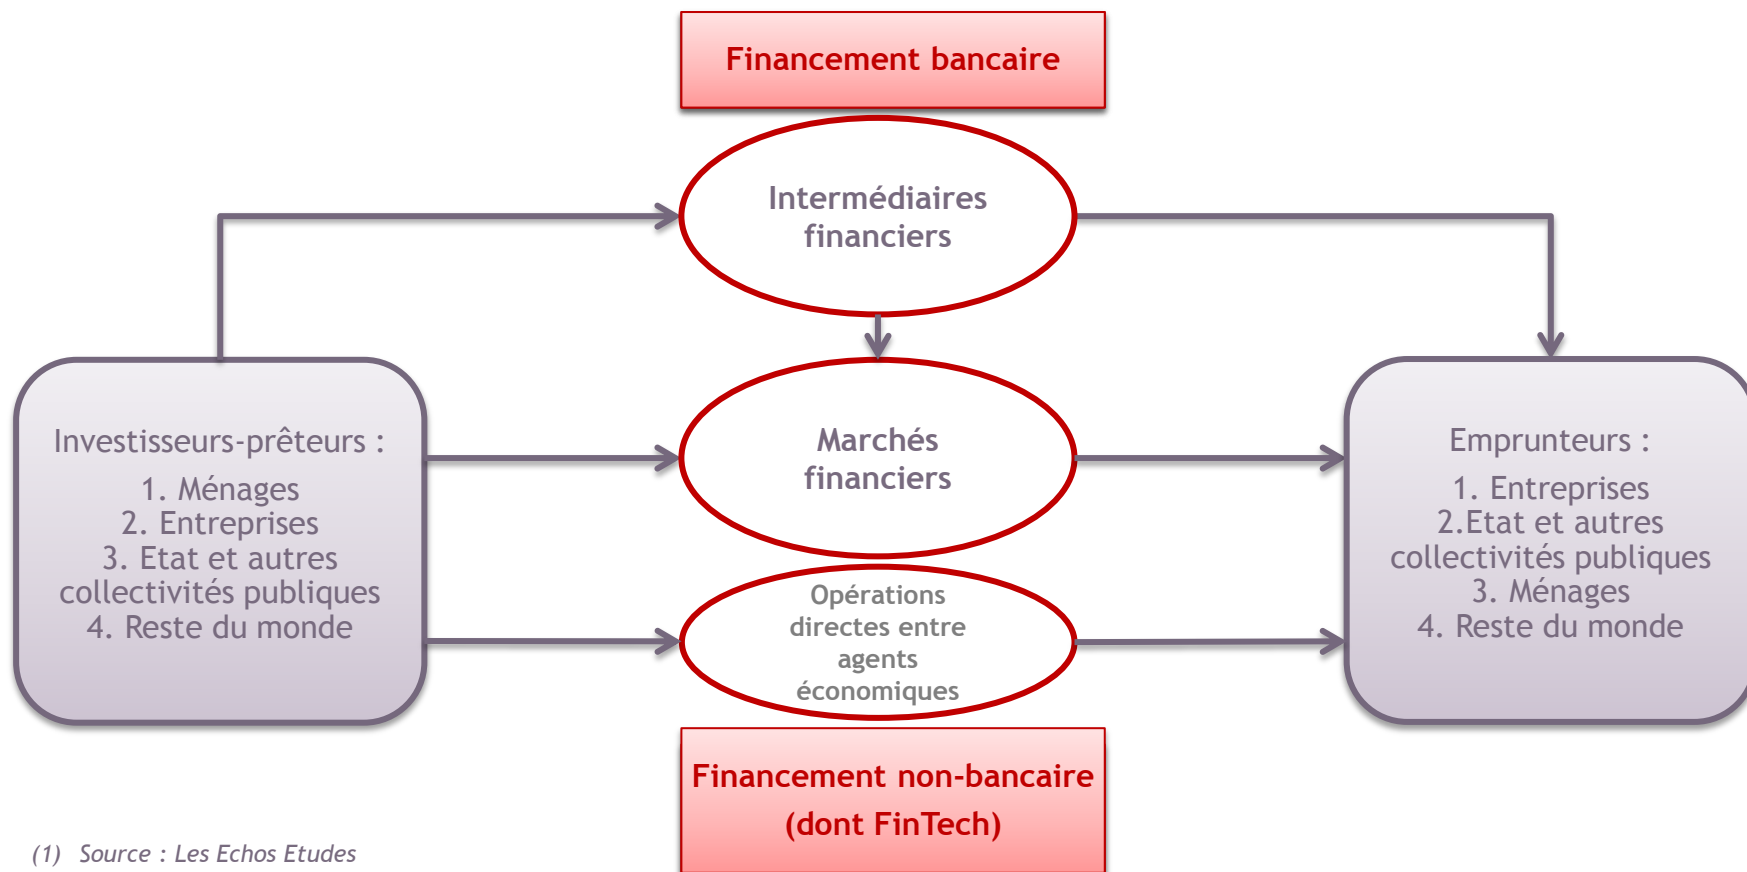 Financement bancaire
Intermédiaires
financiers
Investisseurs-prêteurs :
1. Ménages
2. Entreprises
3. Etat et autres
collectivités publiques
4. Reste du monde
Marchés
financiers
Opérations
directes entre
agents
économiques
Emprunteurs :
1. Entreprises
2.Etat et autres
collectivités publiques
3. Ménages
4. Reste du monde
Financement non-bancaire
(dont FinTech)
(1) Source : Les Echos Etudes